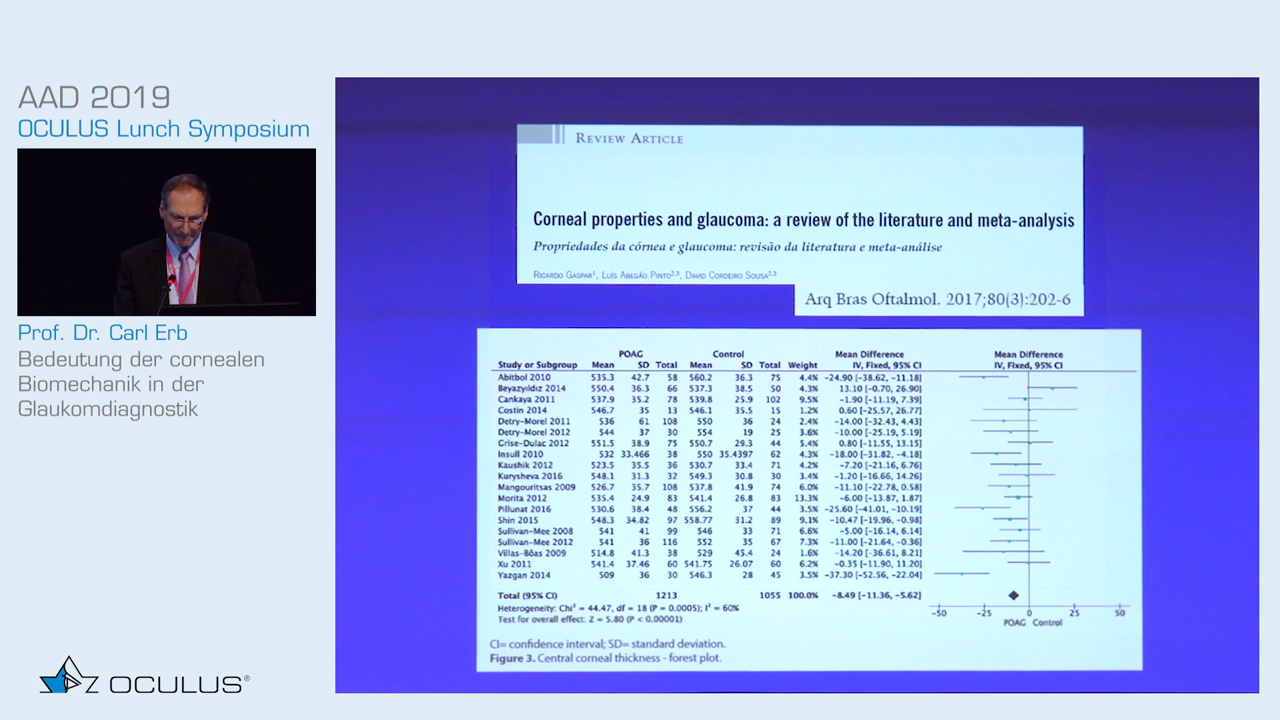 AAD 2019
OCULUS Lunch Symposium
Prof. Dr. Carl Erb
Bedeutung der cornealen
Biomechanik in der
Glaukomdiagnostik
OCULUS®
REVIEW ARTICLE
Corneal properties and glaucoma: a review of the literature and meta-analysis
Propriedades da córnea e glaucoma: revisão da literatura e meta-análise
RICARDO GASPAR1, LUÍS ABEGÃO PINTO2,3, DAVID CORDEIRO SOUSA2,3
Arq Bras Oftalmol. 2017;80(3):202-6
POAG Control Mean Difference Mean Difference
Study or Subgroup Mean SD Total Mean SD Total Weight IV, Fixed, 95% CI IV, Fixed, 95% CI
Abitbol 2010 535.3 42.7 58 560.2 36.3 75 4.4% -24.90 [-38.62, -11.18]
Beyazyıldız 2014 550.4 36.3 66 537.3 38.5 50 4.3% 13.10 [-0.70, 26.90]
Cankaya 2011 537.9 35.2 78 539.8 25.9 102 9.5% -1.90 [-11.19, 7.39]
Costin 2014 546.7 35 13 546.1 35.5 15 1.2% 0.60 [-25.57, 26.77]
Detry-Morel 2011 536 61 108 550 36 24 2.4% -14.00 [-32.43, 4.43]
Detry-Morel 2012 544 37 30 554 19 25 3.6% -10.00 [-25.19, 5.19]
Grise-Dulac 2012 551.5 38.9 75 550.7 29.3 44 5.4% 0.80 [-11.55, 13.15]
Insull 2010 532 33.466 38 550 35.4397 62 4.3% -18.00 [-31.82, -4.18]
Kaushik 2012 523.5 35.5 36 530.7 33.4 71 4.2% -7.20 [-21.16, 6.76]
Kurysheva 2016 548.1 31.3 32 549.3 30.8 30 3.4% -1.20 [-16.66, 14.26]
Mangouritsas 2009 526.7 35.7 108 537.8 41.9 74 6.0% -11.10 [-22.78, 0.58]
Morita 2012 535.4 24.9 83 541.4 26.8 83 13.3% -6.00 [-13.87, 1.87]
Pillunat 2016 530.6 38.4 48 556.2 37 44 3.5% -25.60 [-41.01, -10.19]
Shin 2015 548.3 34.82 97 558.77 31.2 89 9.1% -10.47 [-19.96, -0.98]
Sullivan-Mee 2008 541 41 99 546 33 71 6.6% -5.00 [-16.14, 6.14]
Sullivan-Mee 2012 541 36 116 552 35 67 7.3% -11.00 [-21.64, -0.36]
Villas-Bôas 2009 514.8 41.3 38 529 45.4 24 1.6% -14.20 [-36.61, 8.21]
Xu 2011 541.4 37.46 60 541.75 26.07 60 6.2% -0.35 [-11.90, 11.20]
Yazgan 2014 509 36 30 546.3 28 45 3.5% -37.30 [-52.56, -22.04]
Total (95% CI) 1213 1055 100.0% -8.49 [-11.36, -5.62]
Heterogeneity: Chi² = 44.47, df = 18 (P = 0.0005); I² = 60%
Test for overall effect: Z = 5.80 (P < 0.00001)
-50 -25 0 25 50
POAG Control
CI= confidence interval; SD= standard deviation.
Figure 3. Central corneal thickness - forest plot.